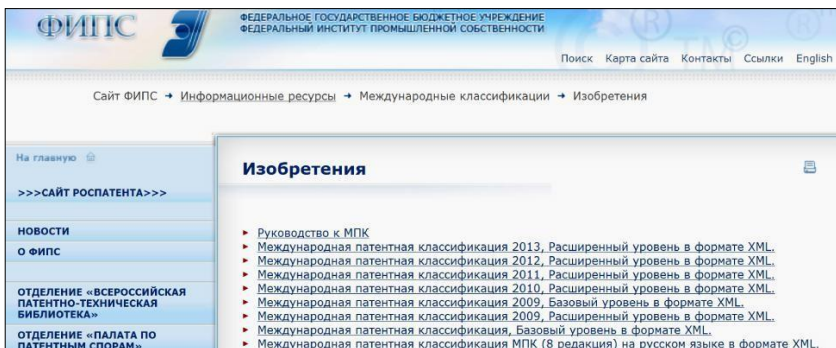 ФИПС
ФЕДЕРАЛЬНОЕ ГОСУДАРСТВЕННОЕ БЮДЖЕТНОЕ УЧРЕЖДЕНИЕ
ФЕДЕРАЛЬНЫЙ ИНСТИТУТ ПРОМЫШЛЕННОЙ СОБСТВЕННОСТИ
Поиск Карта сайта Контакты Ссылки English
Сайт ФИПС → Информационные ресурсы → Международные классификации → Изобретения
На главную
>>>САЙТ РОСПАТЕНТА>>>
НОВОСТИ
О ФИПС
ОТДЕЛЕНИЕ «ВСЕРОССИЙСКАЯ
ПАТЕНТНО-ТЕХНИЧЕСКАЯ
БИБЛИОТЕКА»
ОТДЕЛЕНИЕ «ПАЛАТА ПО
ПАТЕНТНЫМ СПОРАМ»
Изобретения
Руководство к МПК
Международная патентная классификация 2013, Расширенный уровень в формате XML.
Международная патентная классификация 2012, Расширенный уровень в формате XML.
Международная патентная классификация 2011, Расширенный уровень в формате XML.
Международная патентная классификация 2010, Расширенный уровень в формате XML.
Международная патентная классификация 2009, Базовый уровень в формате XML.
Международная патентная классификация 2009, Расширенный уровень в формате XML.
Международная патентная классификация, Базовый уровень в формате XML.
Международная патентная классификация МПК (8 редакция) на русском языке в формате XML.